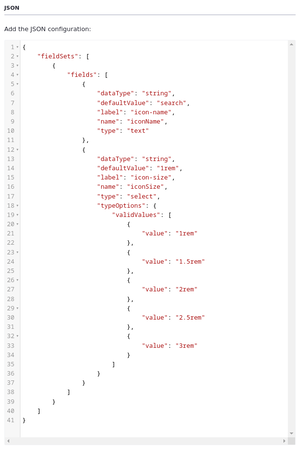 JSON
Add the JSON configuration:
1 {
2 "fieldSets": [
3 {
4 "fields": [
5 {
6 "dataType": "string",
7 "defaultValue": "search",
8 "label": "icon-name",
9 "name": "iconName",
10 "type": "text"
11 },
12 {
13 "dataType": "string",
14 "defaultValue": "1rem",
15 "label": "icon-size",
16 "name": "iconSize",
17 "type": "select",
18 "typeOptions": {
19 "validValues": [
20 {
21 "value": "1rem"
22 },
23 {
24 "value": "1.5rem"
25 },
26 {
27 "value": "2rem"
28 },
29 {
30 "value": "2.5rem"
31 },
32 {
33 "value": "3rem"
34 }
35 ]
36 }
37 }
38 ]
39 }
40 ]
41 }